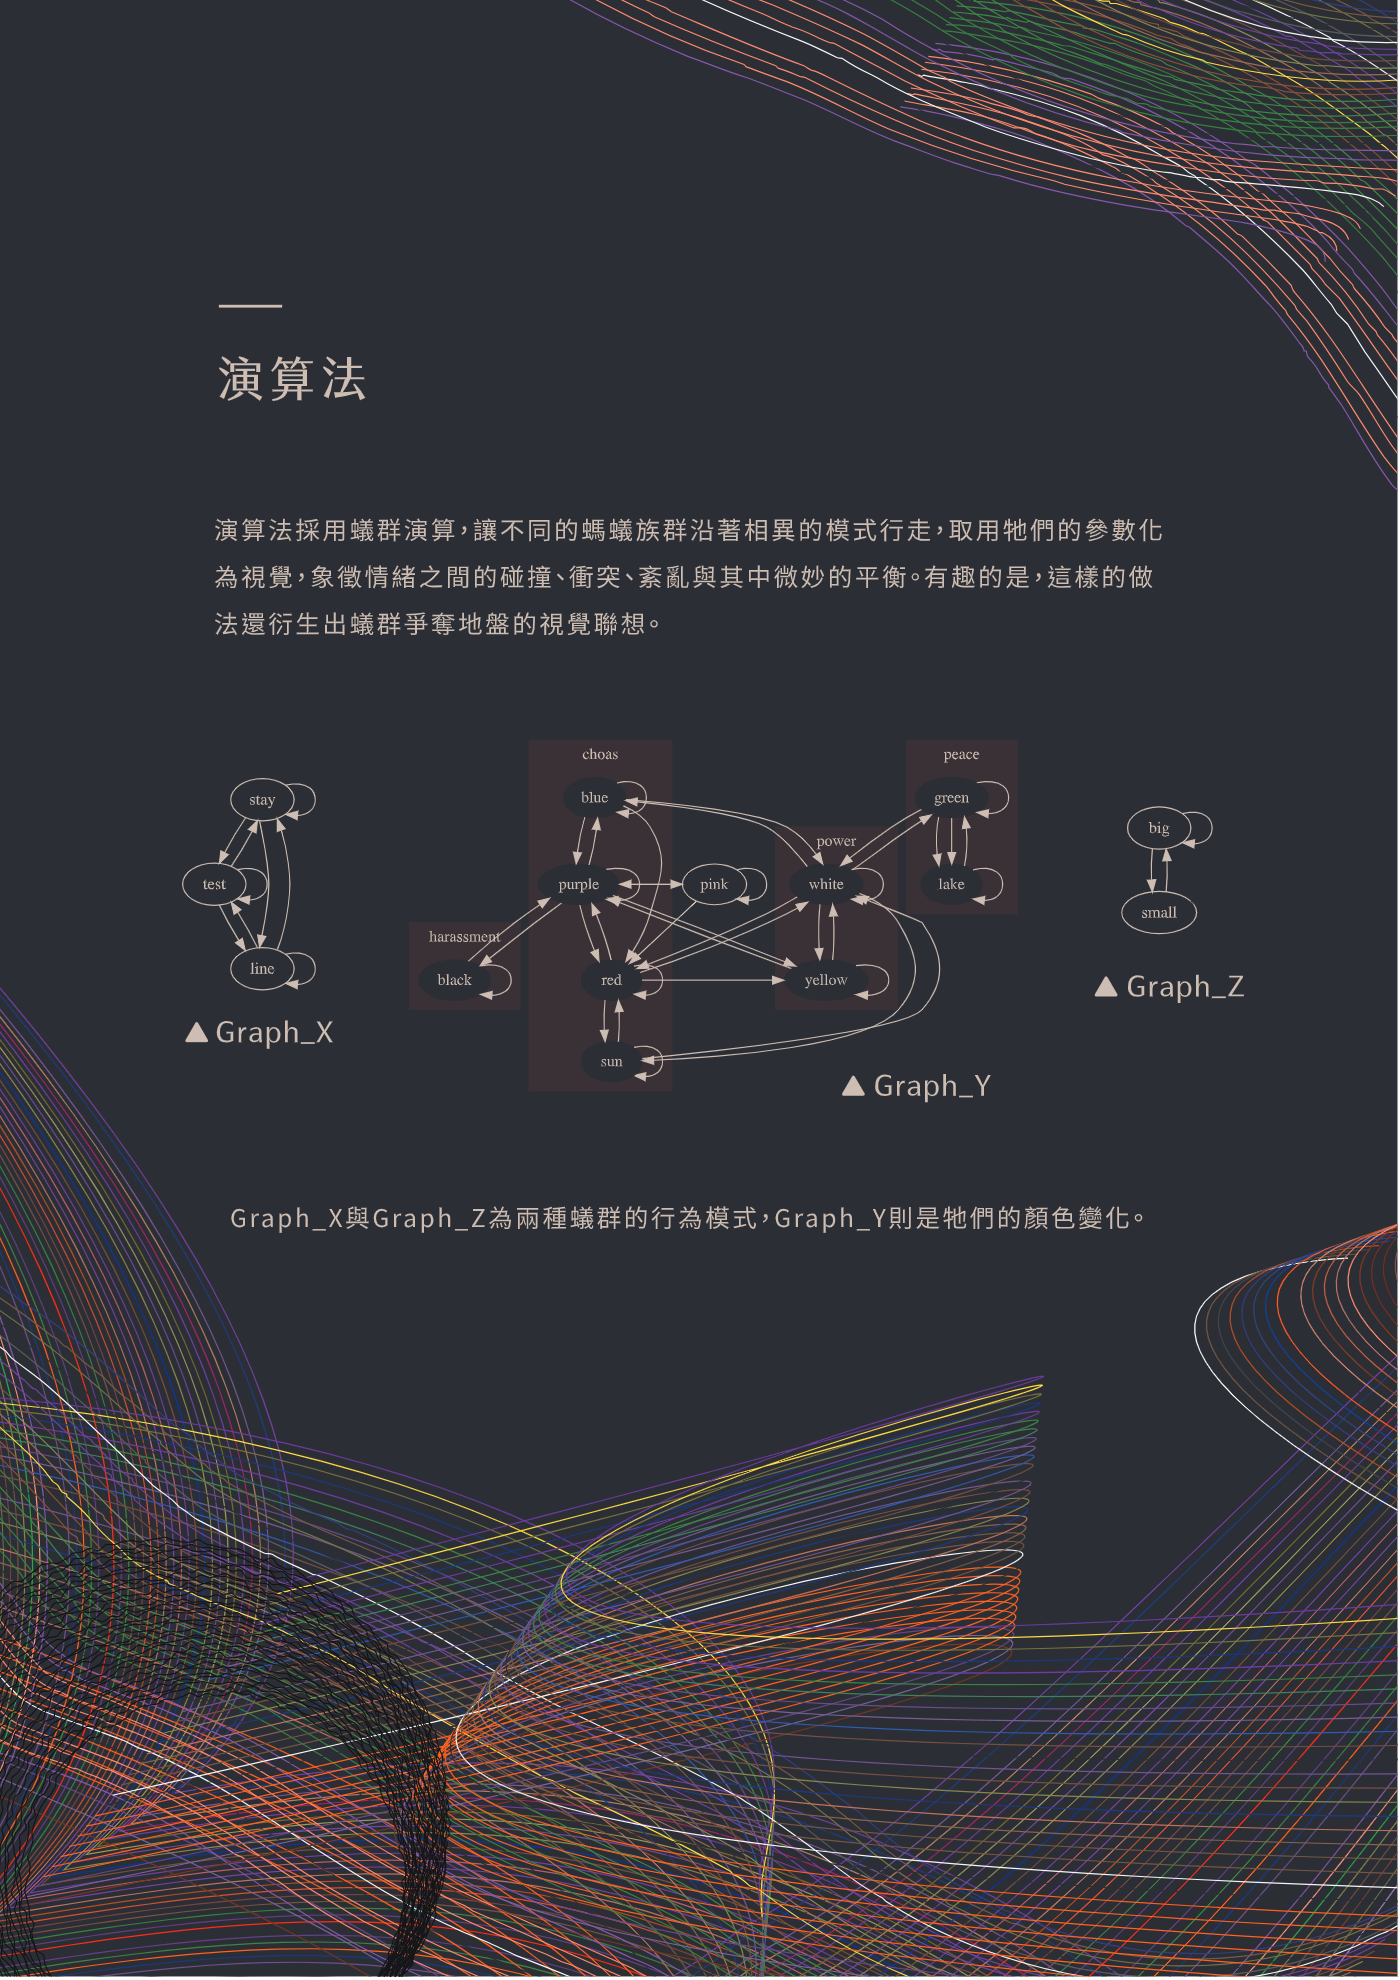 演算法
演算法採用蟻群演算，讓不同的螞蟻族群沿著相異的模式行走，取用牠們的參數化
為視覺，象徵情緒之間的碰撞、衝突、紊亂與其中微妙的平衡。有趣的是，這樣的做
法還衍生出蟻群爭奪地盤的視覺聯想。
stay
test
line
▲ Graph_X
choas
blue
purple
pink
harassment
black
red
sun
power
white
yellow
peace
green
lake
▲ Graph_Y
big
small
▲ Graph_Z
Graph_X與Graph_Z為兩種蟻群的行為模式，Graph_Y則是牠們的顏色變化。